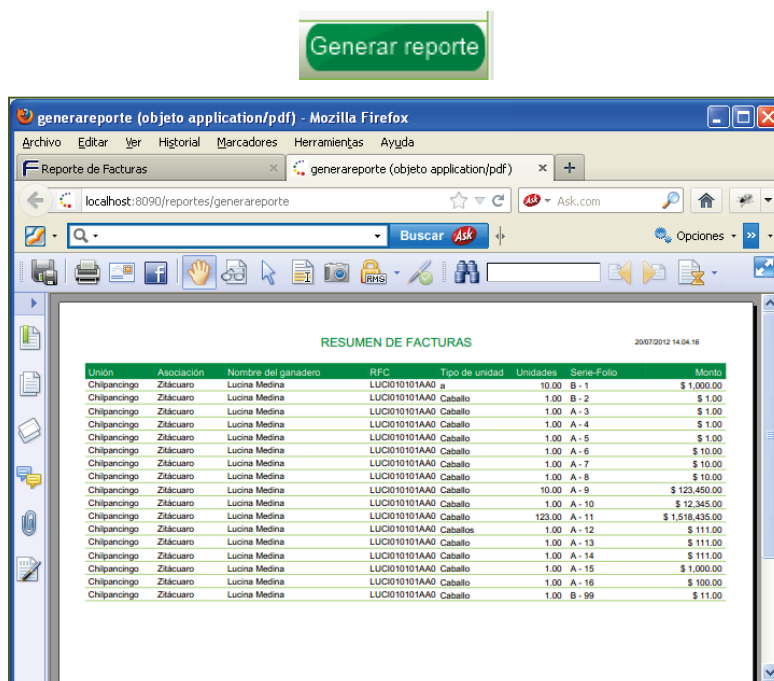 Generar reporte
generareporte (objeto application/pdf) - Mozilla Firefox
Archivo Editar Ver Historial Marcadores Herramientas Ayuda
Reporte de Facturas × generareporte (objeto application/pdf) × +
localhost:8090/reportes/generareporte Ask Ask.com
Q Buscar Ask Opciones »
RMS
RESUMEN DE FACTURAS 20/07/2012 14.04.16
Unión Asociación Nombre del ganadero RFC Tipo de unidad Unidades Serie-Folio Monto
Chilpancingo Zitácuaro Lucina Medina LUCI010101AA0 a 10.00 B - 1 $ 1,000.00
Chilpancingo Zitácuaro Lucina Medina LUCI010101AA0 Caballo 1.00 B - 2 $ 1.00
Chilpancingo Zitácuaro Lucina Medina LUCI010101AA0 Caballo 1.00 A - 3 $ 1.00
Chilpancingo Zitácuaro Lucina Medina LUCI010101AA0 Caballo 1.00 A - 4 $ 1.00
Chilpancingo Zitácuaro Lucina Medina LUCI010101AA0 Caballo 1.00 A - 5 $ 1.00
Chilpancingo Zitácuaro Lucina Medina LUCI010101AA0 Caballo 1.00 A - 6 $ 10.00
Chilpancingo Zitácuaro Lucina Medina LUCI010101AA0 Caballo 1.00 A - 7 $ 10.00
Chilpancingo Zitácuaro Lucina Medina LUCI010101AA0 Caballo 1.00 A - 8 $ 10.00
Chilpancingo Zitácuaro Lucina Medina LUCI010101AA0 Caballo 10.00 A - 9 $ 123,450.00
Chilpancingo Zitácuaro Lucina Medina LUCI010101AA0 Caballo 1.00 A - 10 $ 12,345.00
Chilpancingo Zitácuaro Lucina Medina LUCI010101AA0 Caballo 123.00 A - 11 $ 1,518,435.00
Chilpancingo Zitácuaro Lucina Medina LUCI010101AA0 Caballos 1.00 A - 12 $ 111.00
Chilpancingo Zitácuaro Lucina Medina LUCI010101AA0 Caballo 1.00 A - 13 $ 111.00
Chilpancingo Zitácuaro Lucina Medina LUCI010101AA0 Caballo 1.00 A - 14 $ 111.00
Chilpancingo Zitácuaro Lucina Medina LUCI010101AA0 Caballo 1.00 A - 15 $ 1,000.00
Chilpancingo Zitácuaro Lucina Medina LUCI010101AA0 Caballo 1.00 A - 16 $ 100.00
Chilpancingo Zitácuaro Lucina Medina LUCI010101AA0 Caballo 1.00 B - 99 $ 11.00